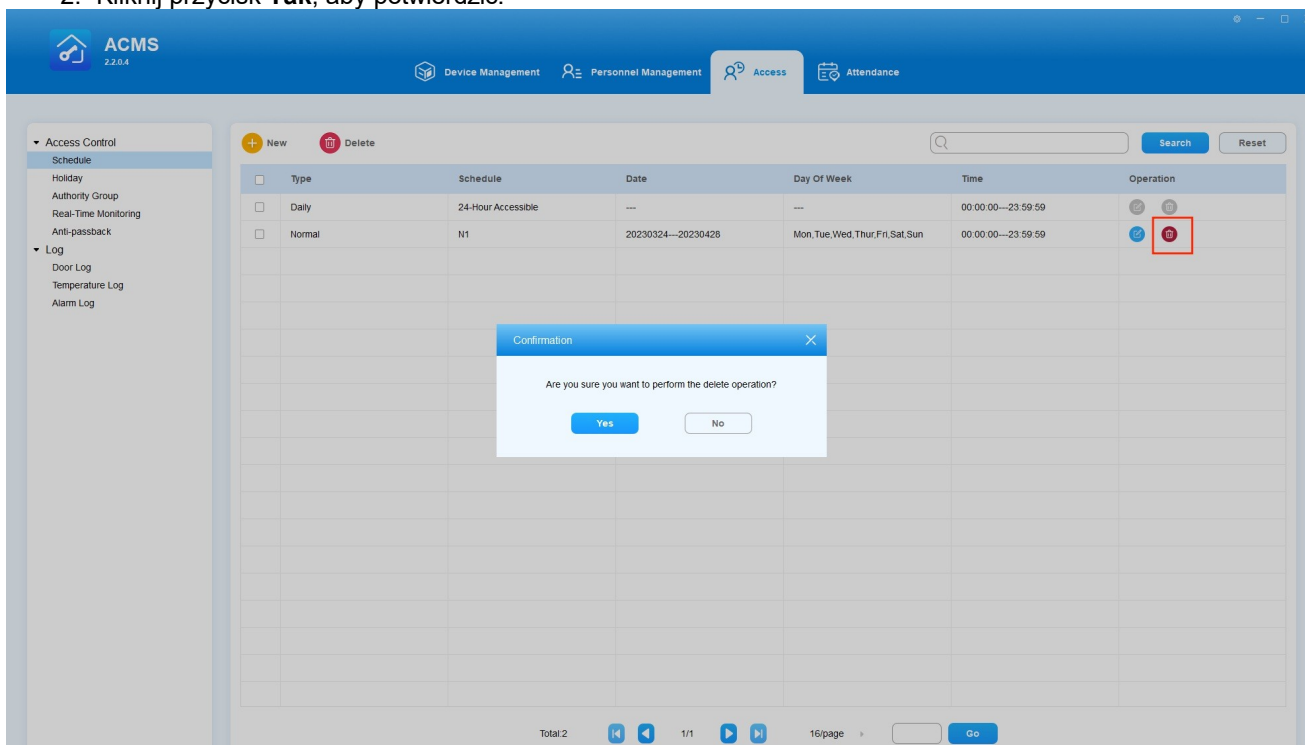 2. Kliknij przycisk Tak, aby potwierdzić.
ACMS
2.2.0.4
Device Management Personnel Management Access Attendance
Access Control
Schedule
Holiday
Authority Group
Real-Time Monitoring
Anti-passback
Log
Door Log
Temperature Log
Alarm Log
New Delete Search Reset
Type Schedule Date Day Of Week Time Operation
Daily 24-Hour Accessible --- --- 00:00:00---23:59:59
Normal N1 20230324---20230428 Mon,Tue,Wed,Thur,Fri,Sat,Sun 00:00:00---23:59:59
Confirmation
Are you sure you want to perform the delete operation?
Yes No
Total:2 1/1 16/page Go